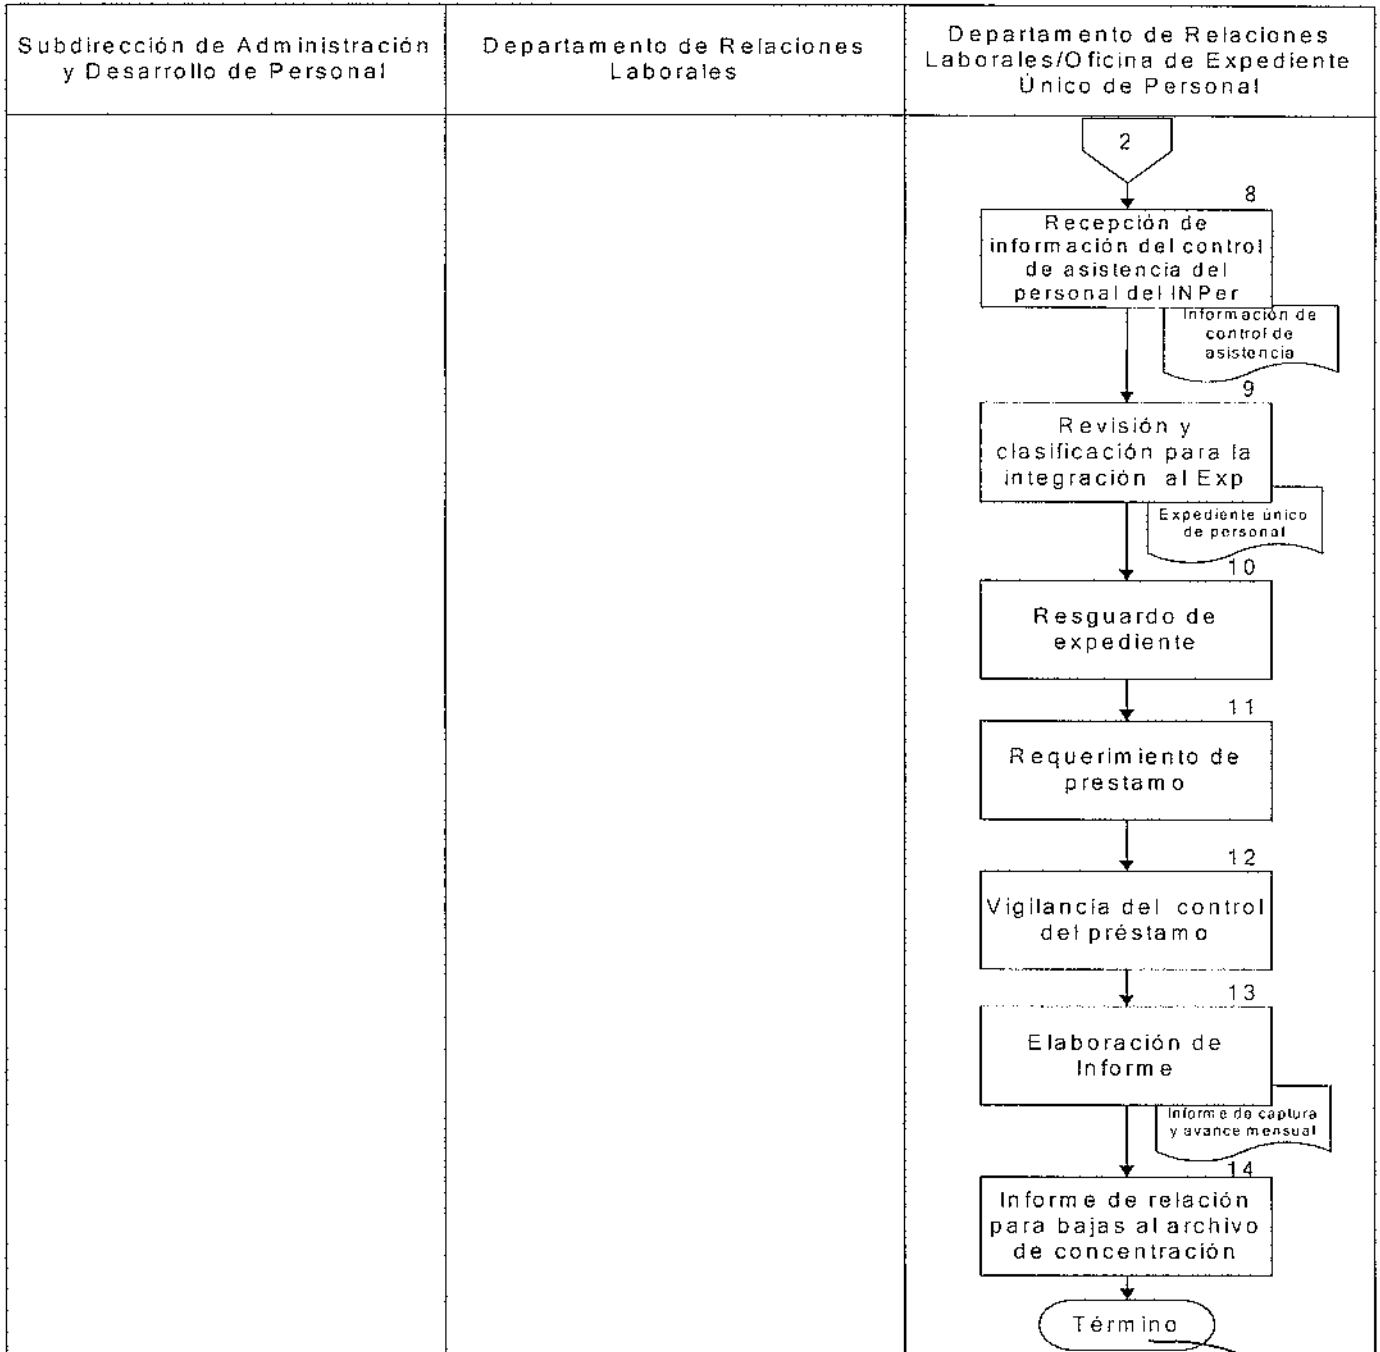 Subdirección de Administración
y Desarrollo de Personal
Departamento de Relaciones
Laborales
Departamento de Relaciones
Laborales/Oficina de Expediente
Único de Personal
2
8
Recepción de
información del control
de asistencia del
personal del INPer
Información de
control de
asistencia
9
Revisión y
clasificación para la
integración al Exp
Expediente único
de personal
10
Resguardo de
expediente
11
Requerimiento de
prestamo
12
Vigilancia del control
del préstamo
13
Elaboración de
Informe
Informe de captura
y avance mensual
14
Informe de relación
para bajas al archivo
de concentración
Término